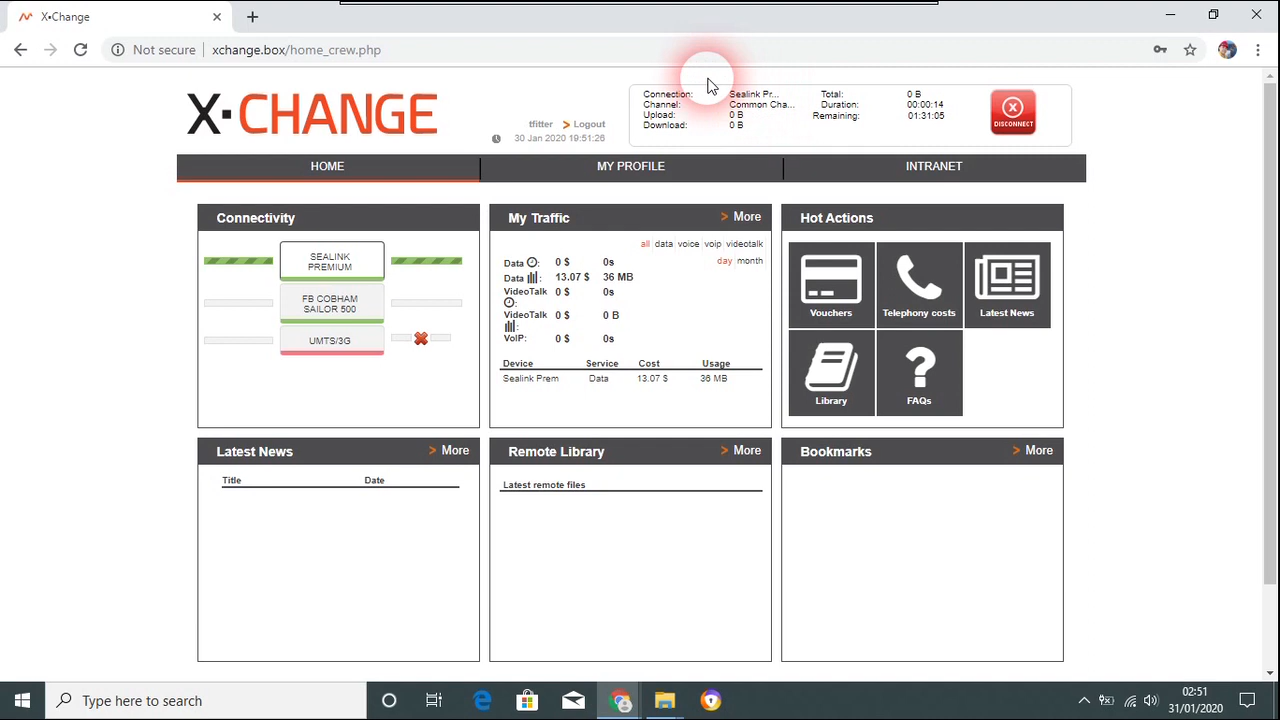 X•Change
Not secure
xchange.box/home_crew.php
X•CHANGE
tfitter > Logout
30 Jan 2020 19:51:26
Connection: Sealink Pr... Total: 0 B
Channel: Common Cha... Duration: 00:00:14
Upload: 0 B Remaining: 01:31:05
Download: 0 B
DISCONNECT
HOME MY PROFILE INTRANET
Connectivity
SEALINK
PREMIUM
FB COBHAM
SAILOR 500
UMTS/3G
My Traffic > More
all data voice voip videotalk
day month
Data : 0 $ 0s
Data : 13.07 $ 36 MB
VideoTalk 0 $ 0s
:
VideoTalk 0 $ 0 B
:
VoIP: 0 $ 0s
Device Service Cost Usage
Sealink Prem Data 13.07 $ 36 MB
Hot Actions
Vouchers Telephony costs Latest News
Library FAQs
Latest News > More
Title Date
Remote Library > More
Latest remote files
Bookmarks > More
Type here to search
02:51
31/01/2020